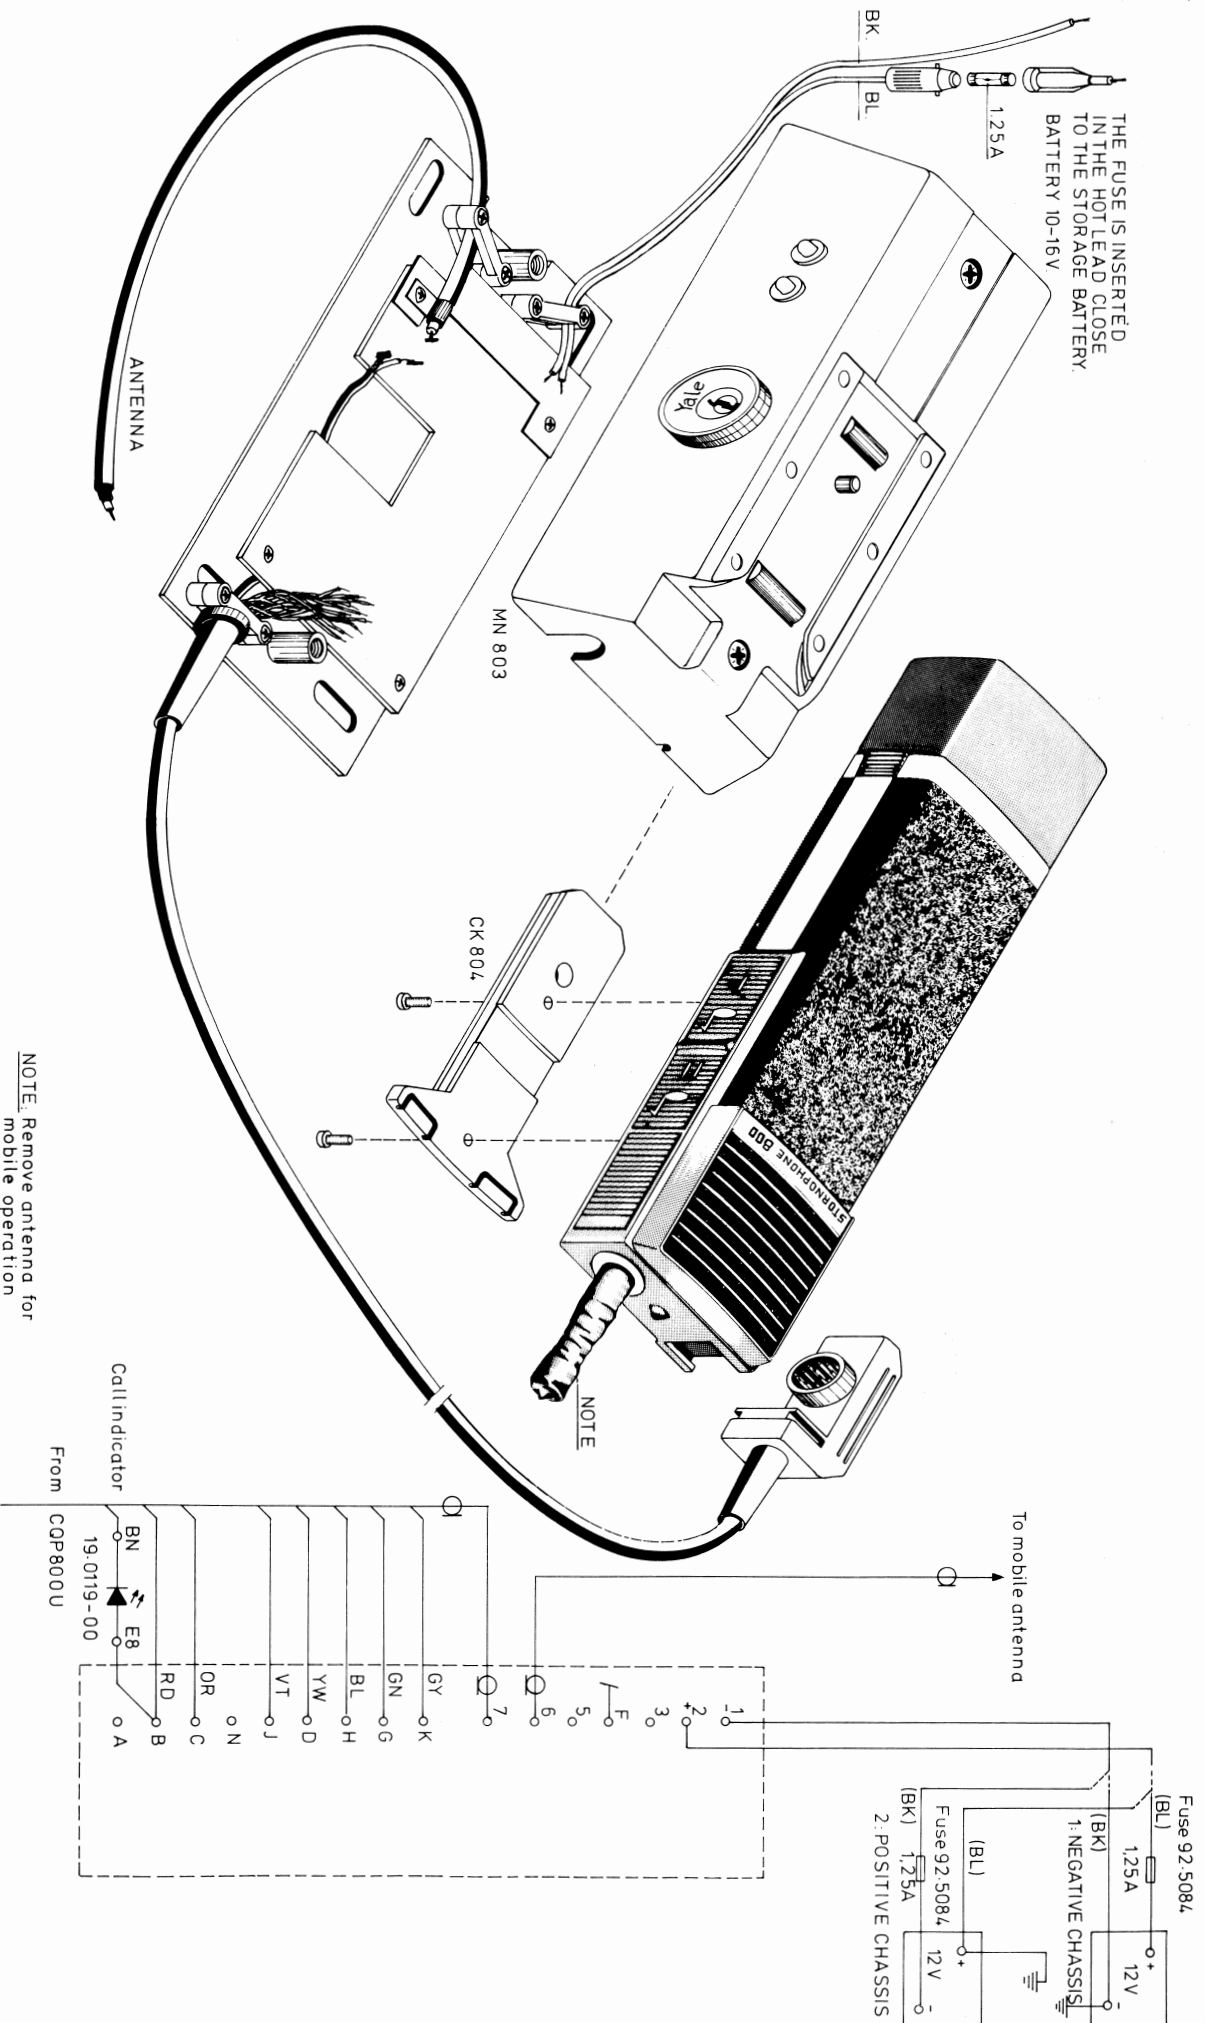 THE FUSE IS INSERTED
IN THE HOT LEAD CLOSE
TO THE STORAGE BATTERY.
BATTERY 10-16V.
1.25A
BK.
BL.
Yale
ANTENNA
MN 803
CK 804
STORNOPHONE 800
NOTE
NOTE: Remove antenna for
mobile operation
To mobile antenna
Call indicator
From CQP800U
BN
E8
19.0119-00
RD
OR
VT
YW
BL
GN
GY
-1
+2
3
F
5
6
7
K
G
H
D
J
N
C
B
A
Fuse 92.5084
(BL)
1,25A
+
12V
-
(BK)
1: NEGATIVE CHASSIS
(BL)
+
Fuse 92.5084
12V
-
(BK)
1,25A
2: POSITIVE CHASSIS